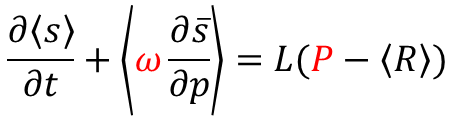 ∂⟨s⟩/∂t + ⟨ω ∂s̄/∂p⟩ = L(P − ⟨R⟩)